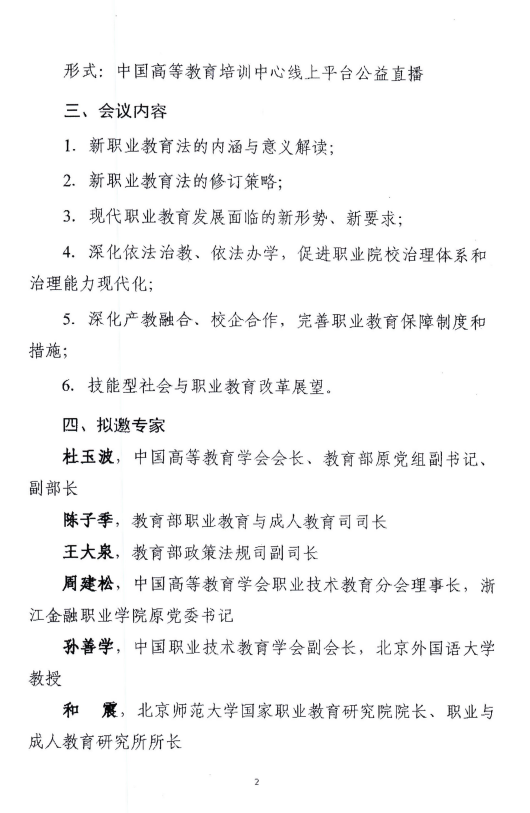 形式：中国高等教育培训中心线上平台公益直播
三、会议内容
1. 新职业教育法的内涵与意义解读；
2. 新职业教育法的修订策略；
3. 现代职业教育发展面临的新形势、新要求；
4. 深化依法治教、依法办学，促进职业院校治理体系和
治理能力现代化；
5. 深化产教融合、校企合作，完善职业教育保障制度和
措施；
6. 技能型社会与职业教育改革展望。
四、拟邀专家
杜玉波，中国高等教育学会会长、教育部原党组副书记、
副部长
陈子季，教育部职业教育与成人教育司司长
王大泉，教育部政策法规司副司长
周建松，中国高等教育学会职业技术教育分会理事长，浙
江金融职业学院原党委书记
孙善学，中国职业技术教育学会副会长，北京外国语大学
教授
和 震，北京师范大学国家职业教育研究院院长、职业与
成人教育研究所所长
2